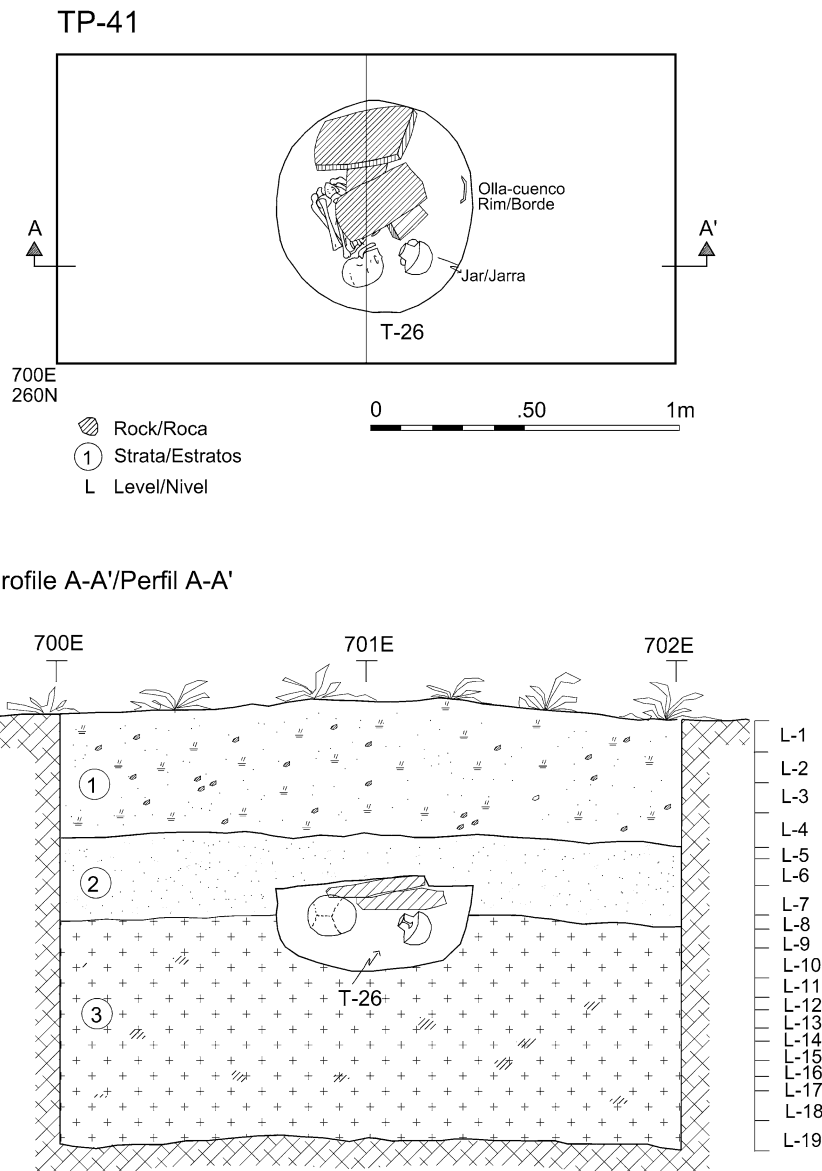 TP-41
Olla-cuenco
Rim/Borde
A
A'
Jar/Jarra
T-26
700E
260N
0 .50 1m
Rock/Roca
1 Strata/Estratos
L Level/Nivel
rofile A-A'/Perfil A-A'
700E 701E 702E
L-1
L-2
1
L-3
L-4
L-5
2
L-6
L-7
L-8
L-9
L-10
L-11
T-26
L-12
3
L-13
L-14
L-15
L-16
L-17
L-18
L-19